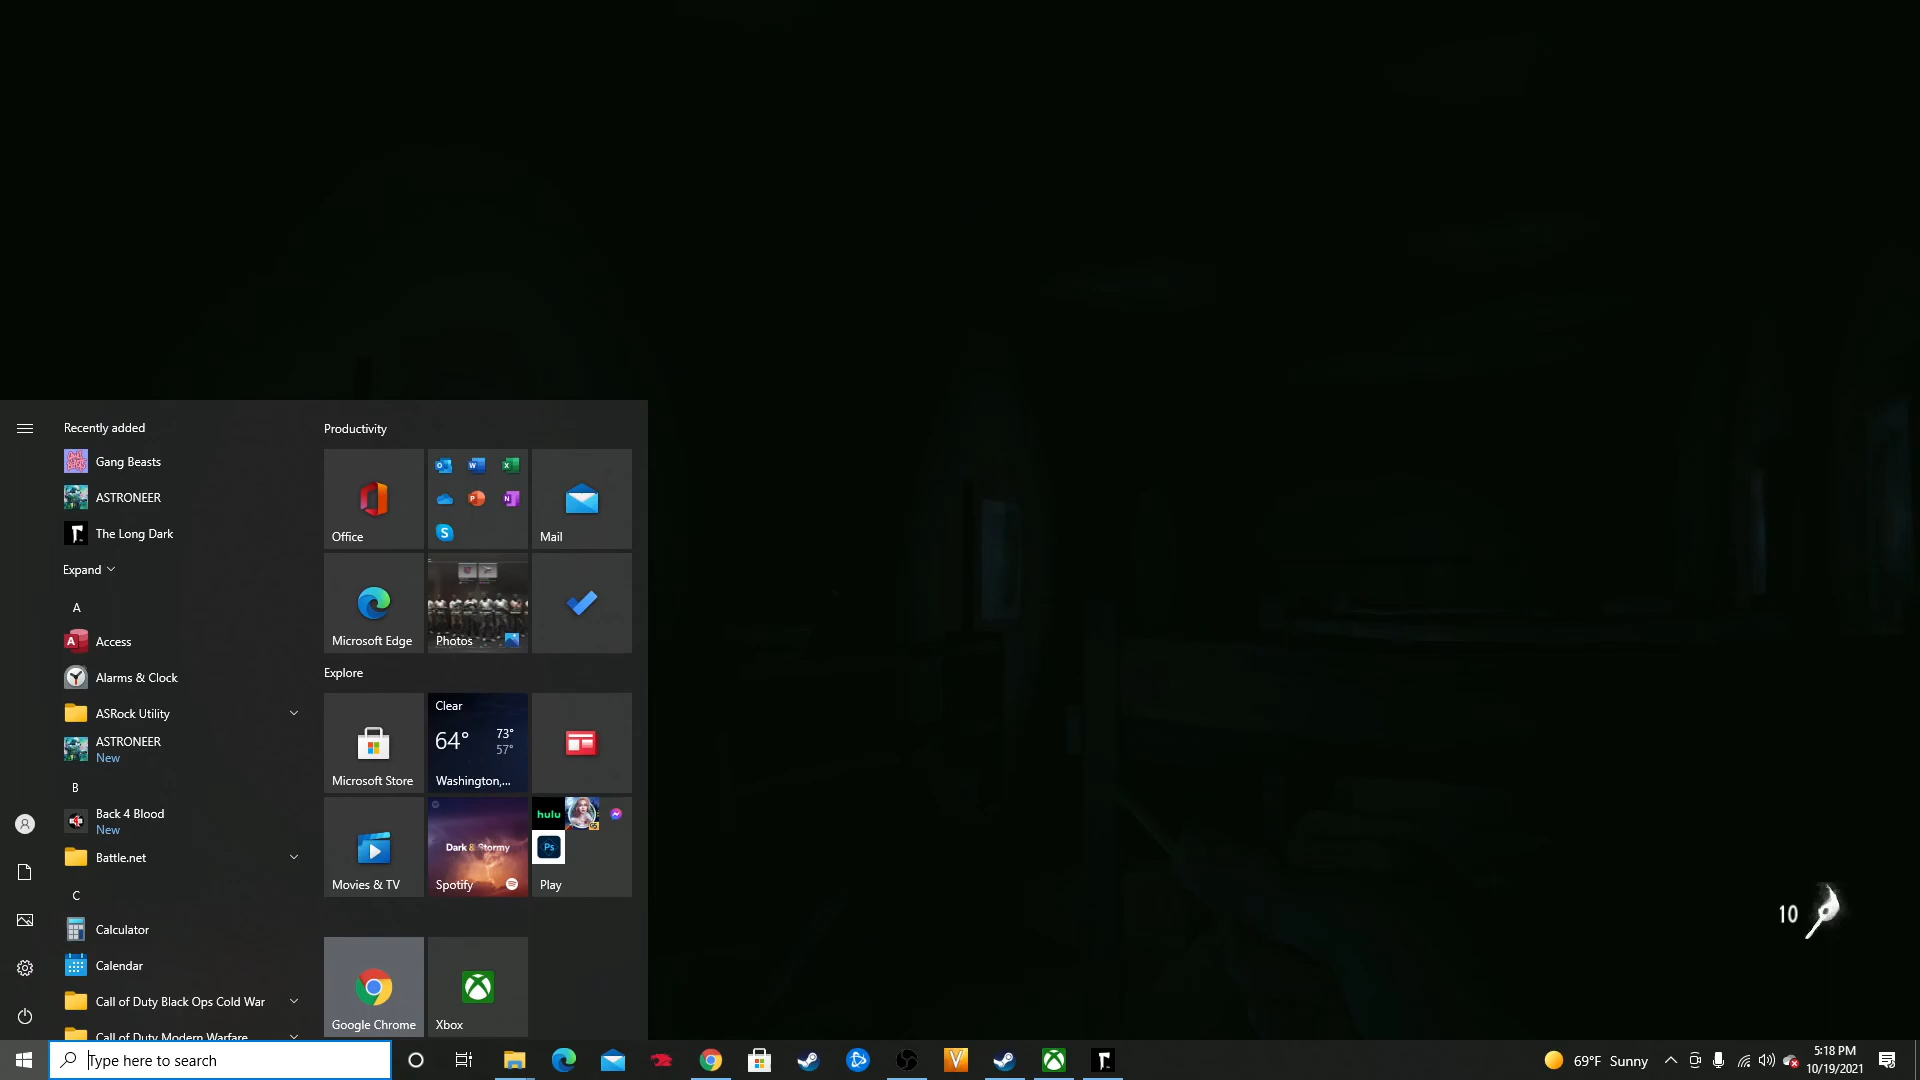 Recently added
Gang Beasts
ASTRONEER
The Long Dark
Expand
A
Access
Alarms & Clock
ASRock Utility
ASTRONEER
New
B
Back 4 Blood
New
Battle.net
C
Calculator
Calendar
Call of Duty Black Ops Cold War
Call of Duty Modern Warfare
Productivity
Office
Mail
Microsoft Edge
Photos
Explore
Microsoft Store
Clear
64° 73°
57°
Washington,...
Movies & TV
Dark & Stormy
Spotify
hulu
Ps
Play
Google Chrome
Xbox
10
Type here to search
69°F Sunny
5:18 PM
10/19/2021